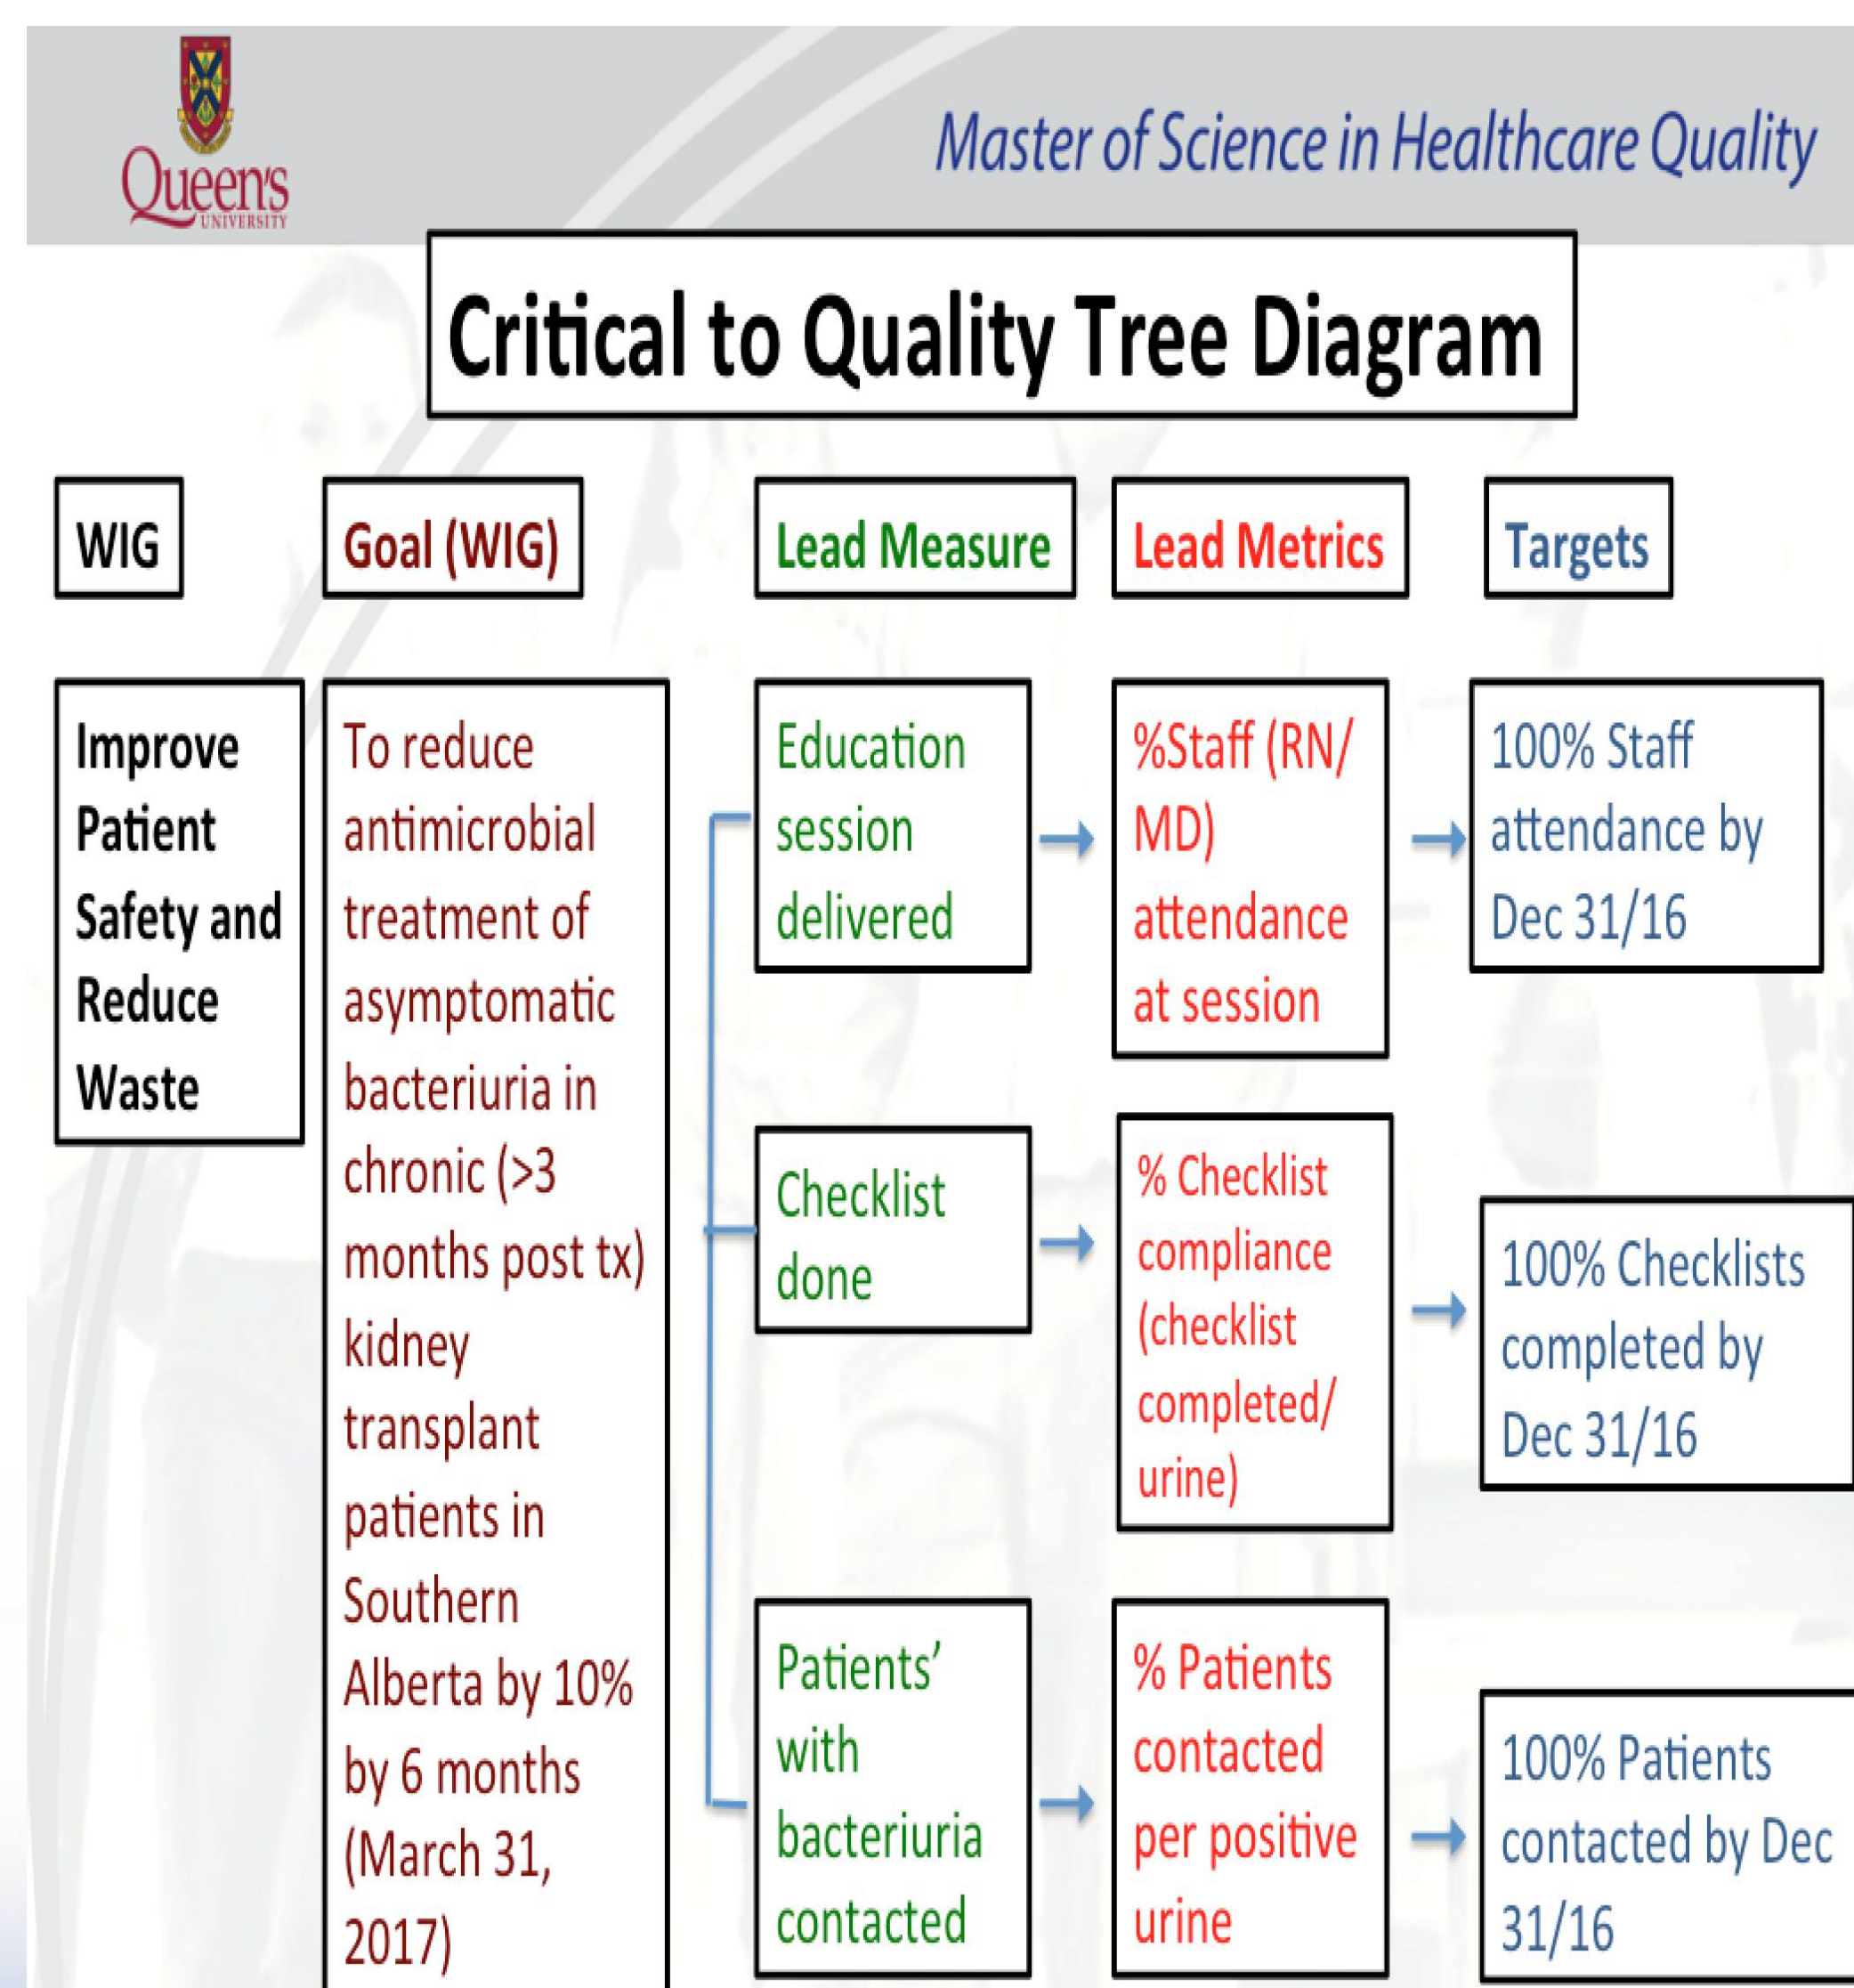 Queen's
UNIVERSITY
Master of Science in Healthcare Quality
Critical to Quality Tree Diagram
WIG
Goal (WIG)
Lead Measure
Lead Metrics
Targets
Improve
Patient
Safety and
Reduce
Waste
To reduce
antimicrobial
treatment of
asymptomatic
bacteriuria in
chronic (>3
months post tx)
kidney
transplant
patients in
Southern
Alberta by 10%
by 6 months
(March 31,
2017)
Education
session
delivered
%Staff (RN/
MD)
attendance
at session
100% Staff
attendance by
Dec 31/16
Checklist
done
% Checklist
compliance
(checklist
completed/
urine)
100% Checklists
completed by
Dec 31/16
Patients’
with
bacteriuria
contacted
% Patients
contacted
per positive
urine
100% Patients
contacted by Dec
31/16